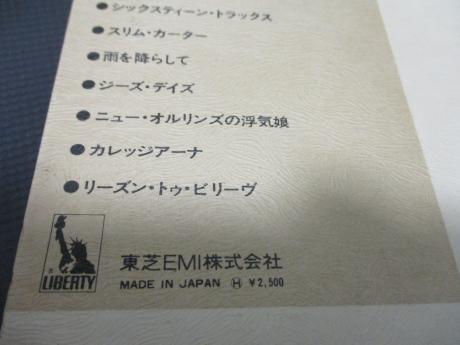 ●シックスティーン・トラックス
●スリム・カーター
●雨を降らして
●ジーズ・デイズ
●ニュー・オルリンズの浮気娘
●カレッジアーナ
●リーズン・トゥ・ビリーヴ
LIBERTY
東芝EMI株式会社
MADE IN JAPAN Ⓗ ¥2,500